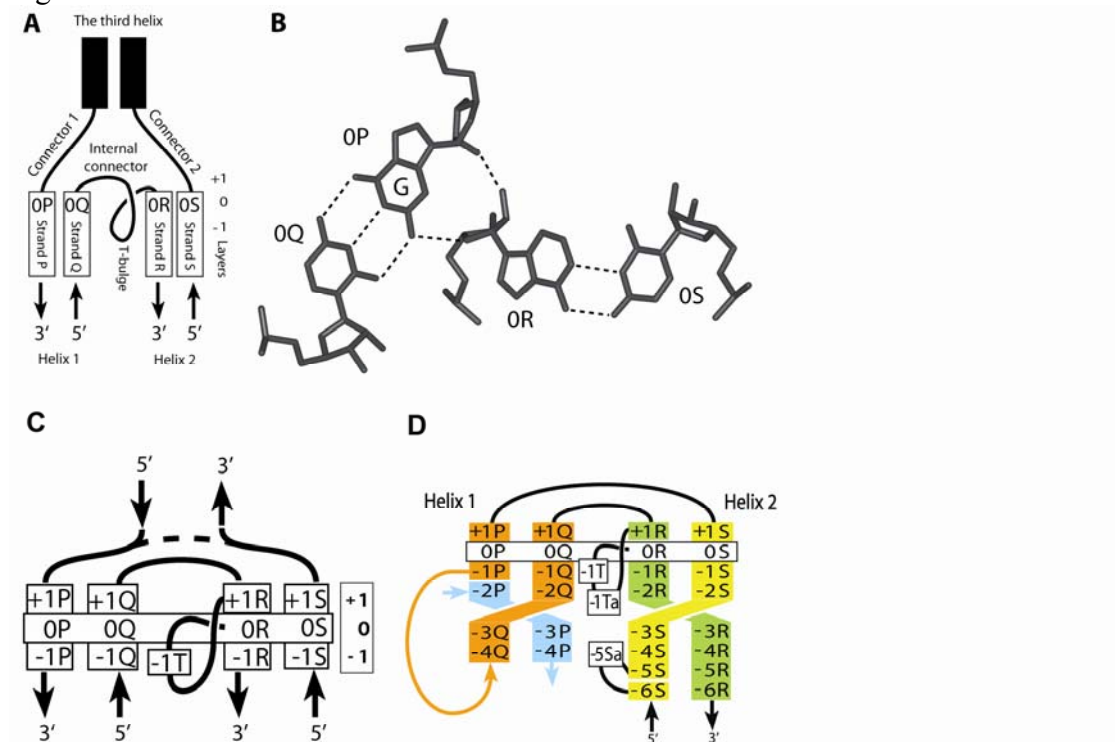 A
The third helix
Connector 1
Connector 2
Internal
connector
+1
0
-1
Layers
0P
0Q
0R
0S
Strand P
Strand Q
T-bulge
Strand R
Strand S
3′
5′
3′
5′
Helix 1
Helix 2
B
0P
G
0Q
0R
0S
C
5′
3′
+1P
+1Q
+1R
+1S
+1
0P
0Q
0R
0S
0
-1P
-1Q
-1T
-1R
-1S
-1
3′
5′
3′
5′
D
Helix 1
Helix 2
+1P
+1Q
+1R
+1S
0P
0Q
0R
0S
-1P
-1Q
-1T
-1R
-1S
-2P
-2Q
-1Ta
-2R
-2S
-3Q
-3P
-3S
-3R
-4Q
-4P
-5Sa
-4S
-4R
-5S
-5R
-6S
-6R
5′
3′